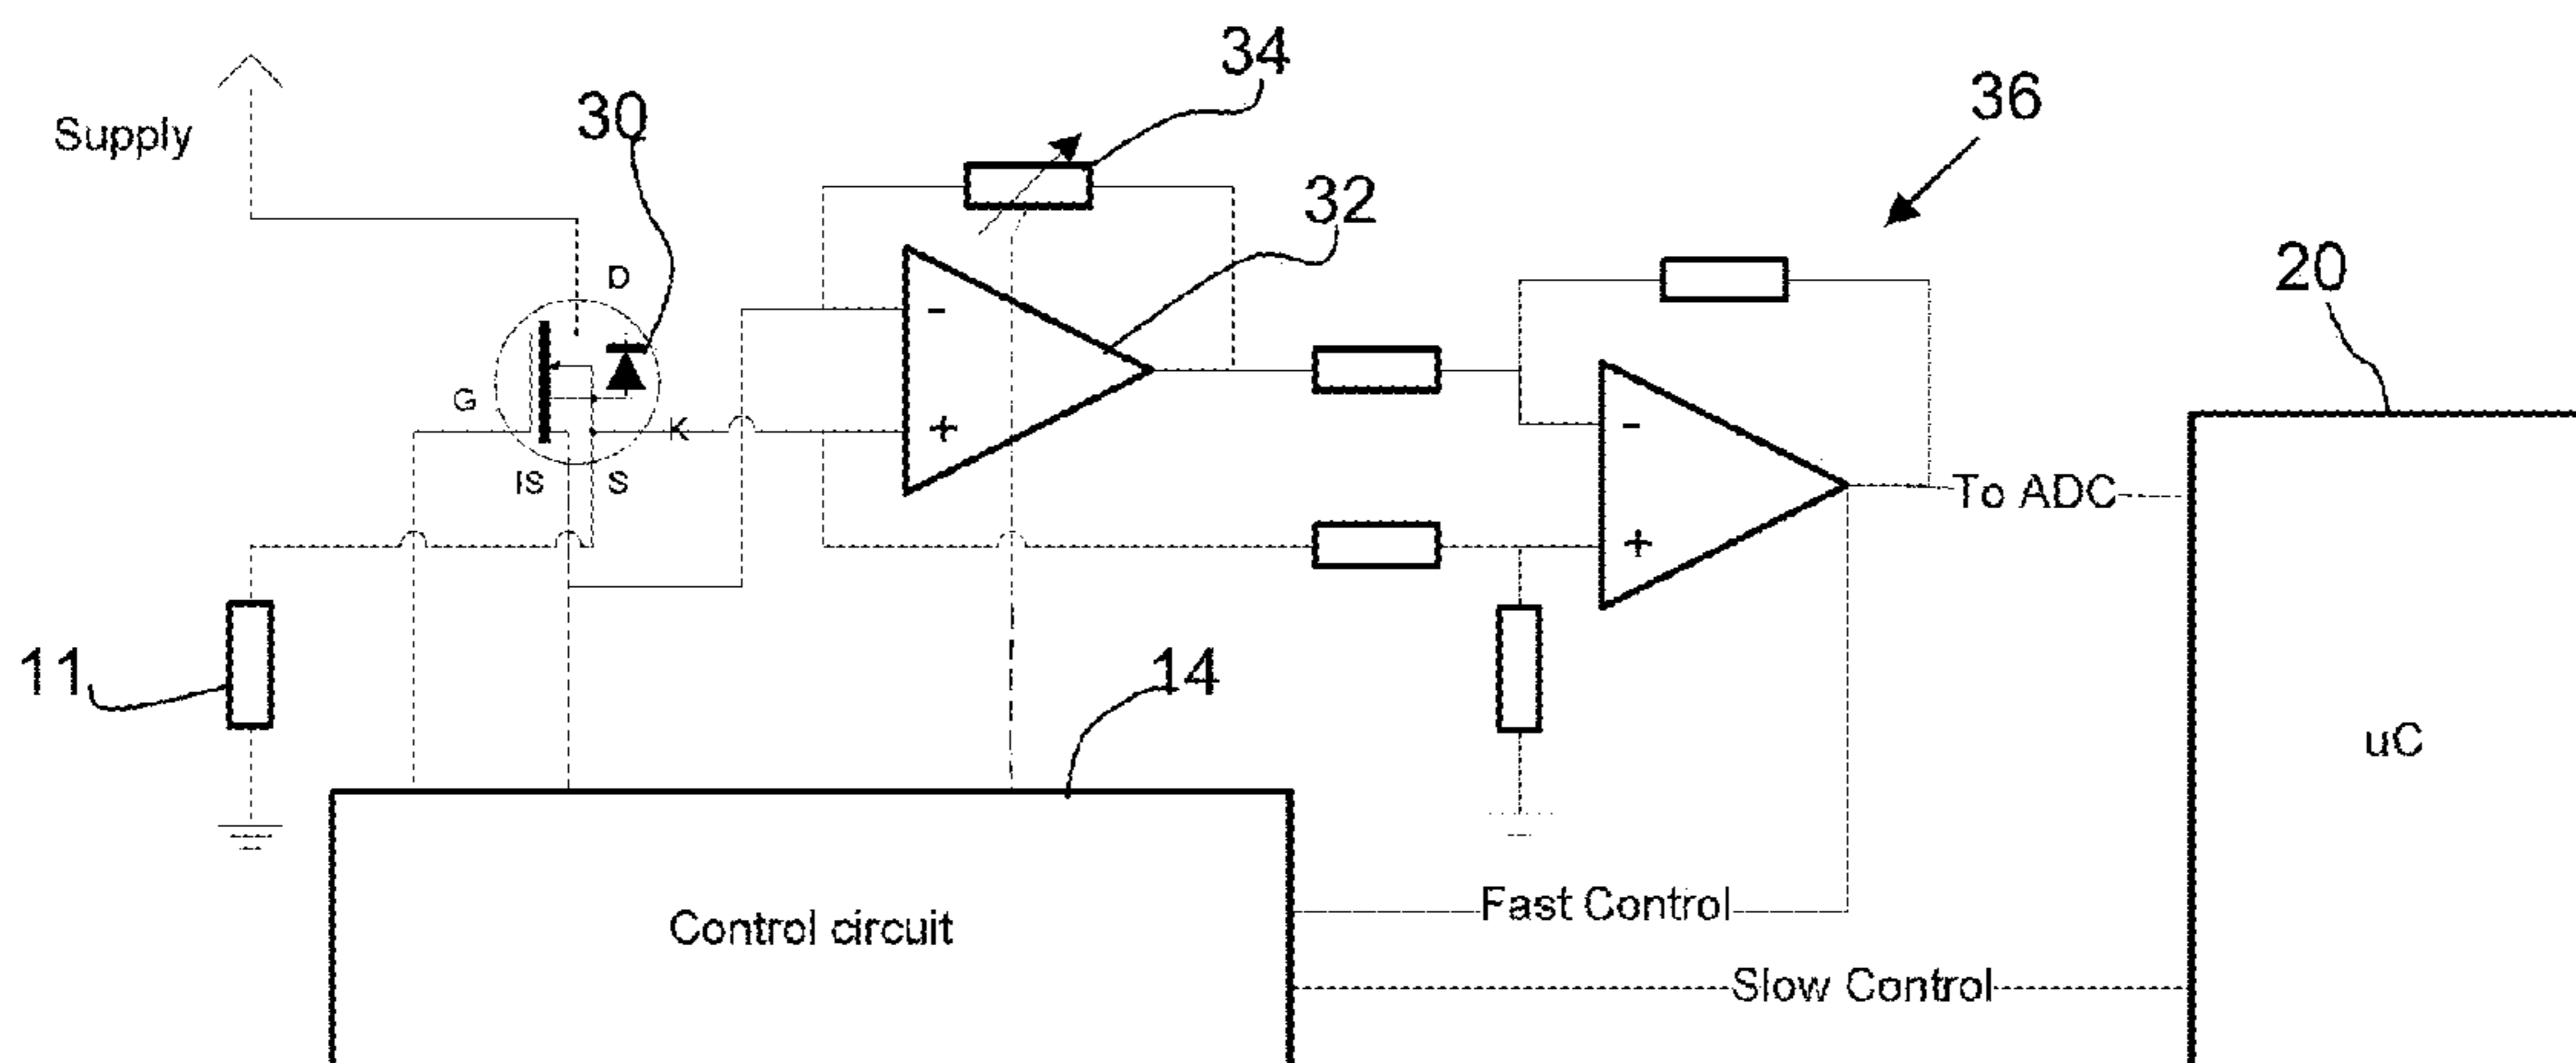 34
36
30
Supply
32
20
D
-
G
K
+
-
IS
S
To ADC
+
11
14
uC
Fast Control
Control circuit
Slow Control